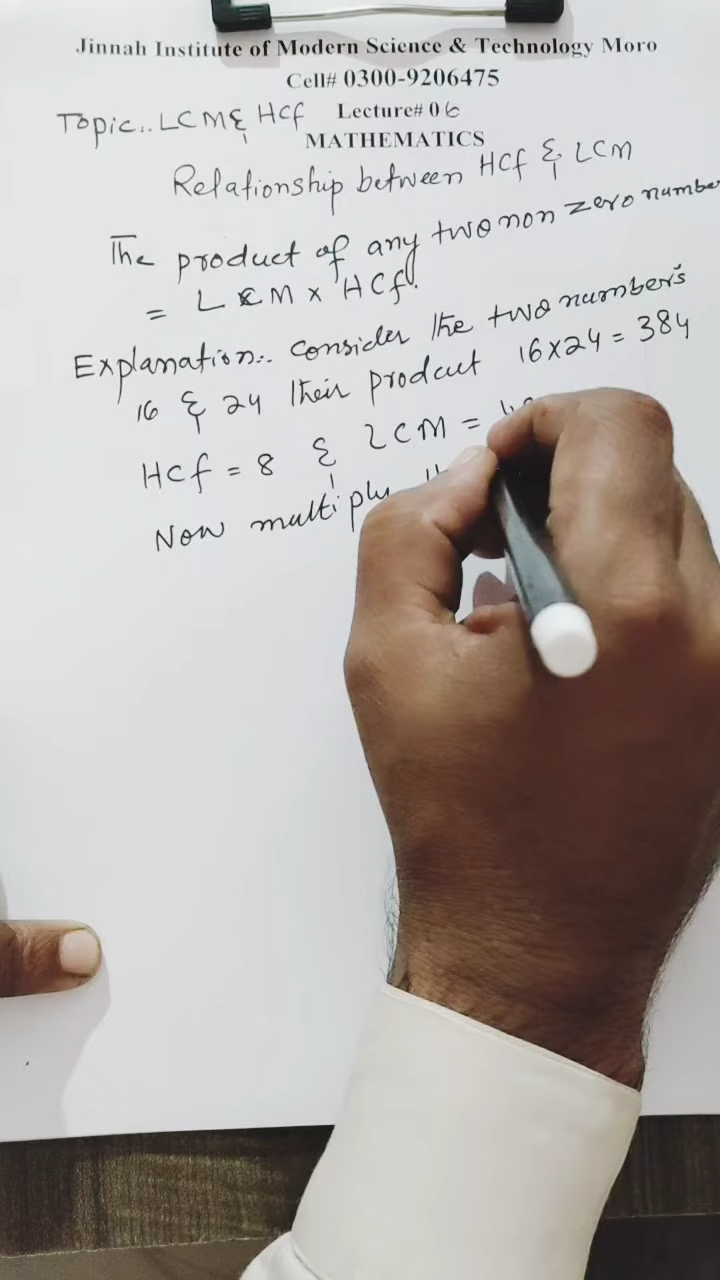 Jinnah Institute of Modern Science & Technology Moro
Cell# 0300-9206475
Topic:. LCM & HCf Lecture# 06
MATHEMATICS
Relationship between HCf & LCM
The product of any two non zero number
= LCM x HCf.
Explanation:. Consider the two number's
16 & 24 their product 16x24 = 384
HCf = 8 & LCM =
Now multiply